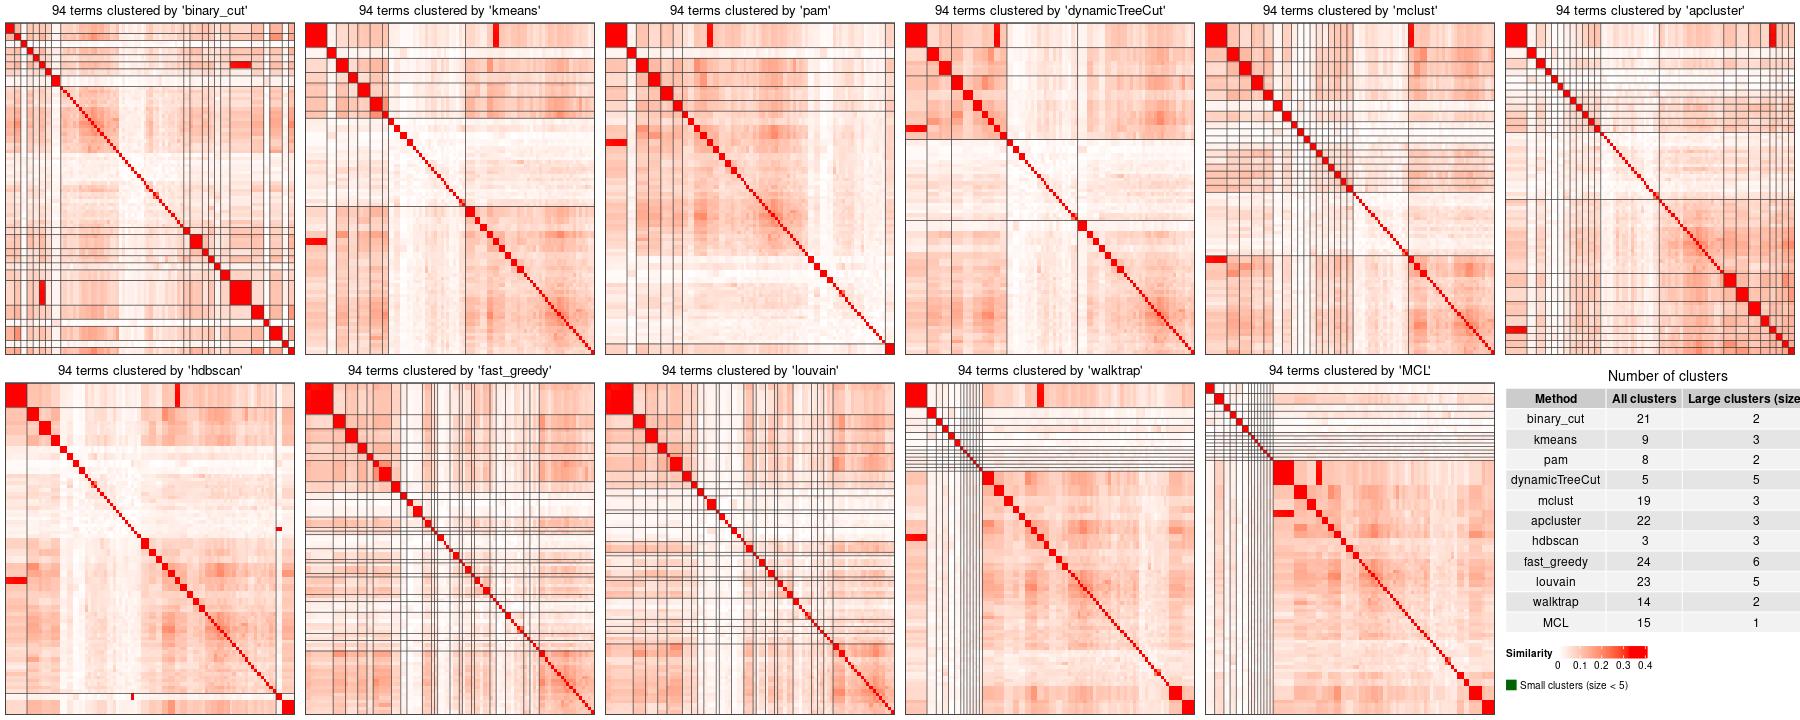 94 terms clustered by 'binary_cut'
94 terms clustered by 'kmeans'
94 terms clustered by 'pam'
94 terms clustered by 'dynamicTreeCut'
94 terms clustered by 'mclust'
94 terms clustered by 'apcluster'
94 terms clustered by 'hdbscan'
94 terms clustered by 'fast_greedy'
94 terms clustered by 'louvain'
94 terms clustered by 'walktrap'
94 terms clustered by 'MCL'
Number of clusters
Method All clusters Large clusters (size
binary_cut 21 2
kmeans 9 3
pam 8 2
dynamicTreeCut 5 5
mclust 19 3
apcluster 22 3
hdbscan 3 3
fast_greedy 24 6
louvain 23 5
walktrap 14 2
MCL 15 1
Similarity
0 0.1 0.2 0.3 0.4
Small clusters (size < 5)